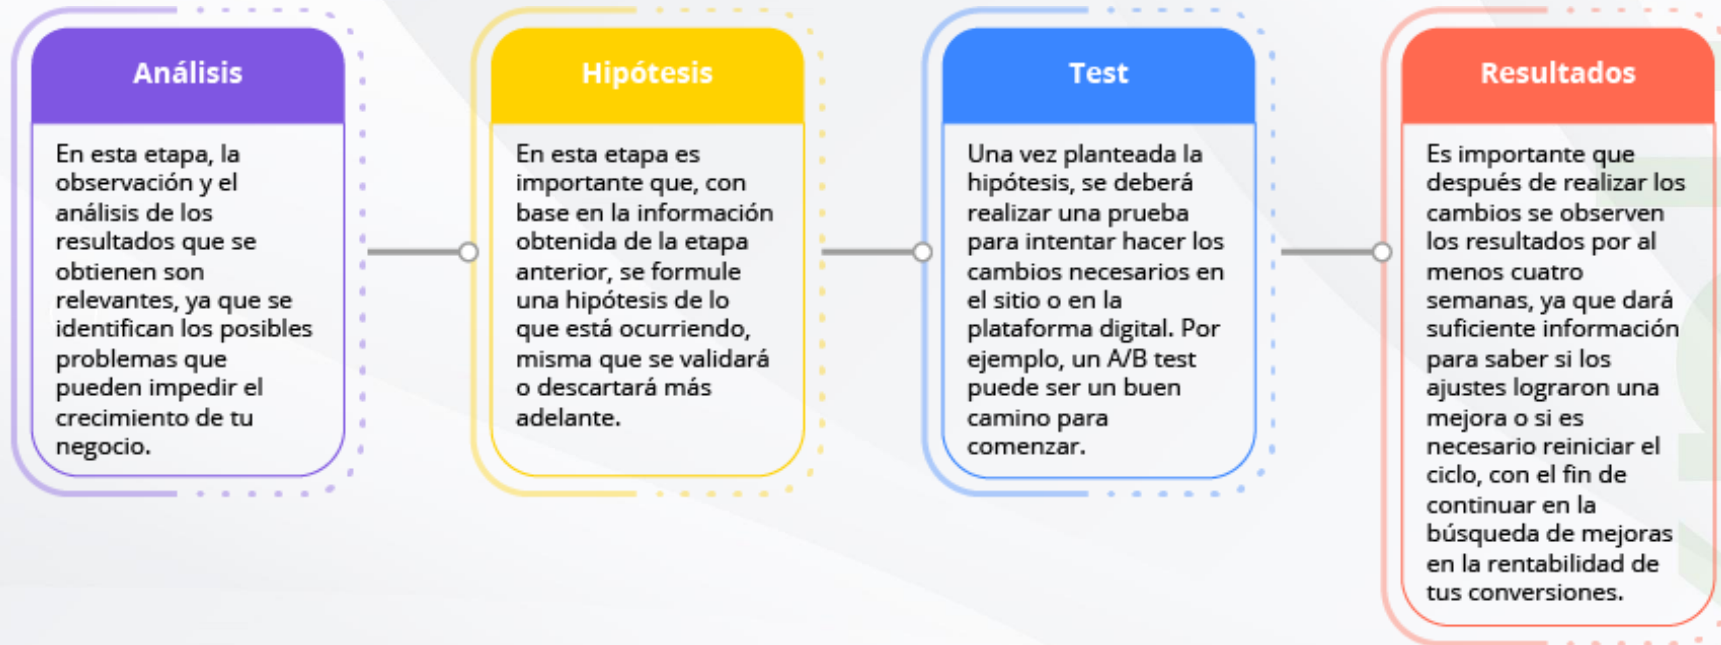 Análisis
En esta etapa, la
observación y el
análisis de los
resultados que se
obtienen son
relevantes, ya que se
identifican los posibles
problemas que
pueden impedir el
crecimiento de tu
negocio.
Hipótesis
En esta etapa es
importante que, con
base en la información
obtenida de la etapa
anterior, se formule
una hipótesis de lo
que está ocurriendo,
misma que se validará
o descartará más
adelante.
Test
Una vez planteada la
hipótesis, se deberá
realizar una prueba
para intentar hacer los
cambios necesarios en
el sitio o en la
plataforma digital. Por
ejemplo, un A/B test
puede ser un buen
camino para
comenzar.
Resultados
Es importante que
después de realizar los
cambios se observen
los resultados por al
menos cuatro
semanas, ya que dará
suficiente información
para saber si los
ajustes lograron una
mejora o si es
necesario reiniciar el
ciclo, con el fin de
continuar en la
búsqueda de mejoras
en la rentabilidad de
tus conversiones.